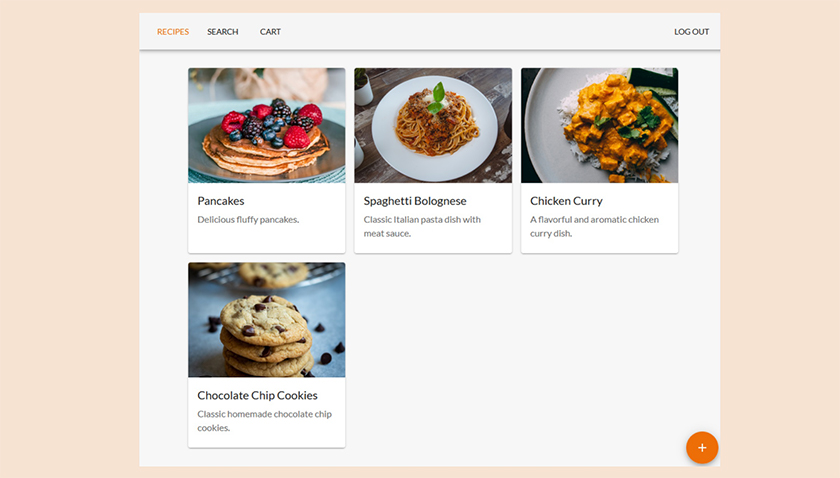 RECIPES SEARCH CART LOG OUT
Pancakes
Delicious fluffy pancakes.
Spaghetti Bolognese
Classic Italian pasta dish with
meat sauce.
Chicken Curry
A flavorful and aromatic chicken
curry dish.
Chocolate Chip Cookies
Classic homemade chocolate chip
cookies.
+